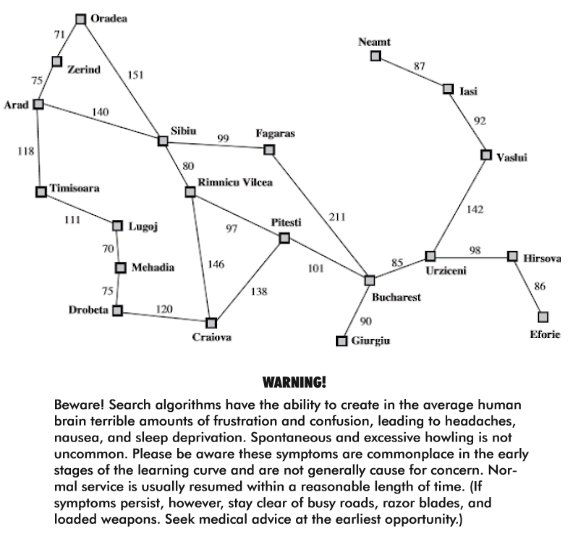 Oradea
71
Neamt
Zerind
87
151
75
Iasi
Arad
140
92
Sibiu
Fagaras
99
118
Vaslui
80
Timisoara
Rimnicu Vilcea
142
111
Lugoj
97
Pitesti
211
70
98
Hirsova
146
85
Mehadia
101
Urziceni
75
138
86
Bucharest
Drobeta
120
90
Eforie
Craiova
Giurgiu
WARNING!
Beware! Search algorithms have the ability to create in the average human
brain terrible amounts of frustration and confusion, leading to headaches,
nausea, and sleep deprivation. Spontaneous and excessive howling is not
uncommon. Please be aware these symptoms are commonplace in the early
stages of the learning curve and are not generally cause for concern. Nor-
mal service is usually resumed within a reasonable length of time. (If
symptoms persist, however, stay clear of busy roads, razor blades, and
loaded weapons. Seek medical advice at the earliest opportunity.)